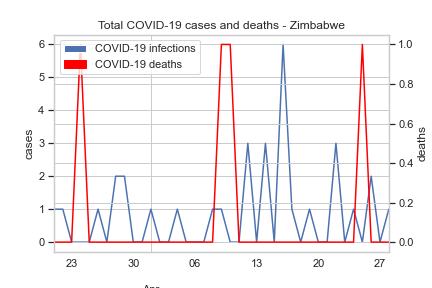 Total COVID-19 cases and deaths - Zimbabwe
COVID-19 infections
COVID-19 deaths
6
5
4
3
2
1
0
cases
1.0
0.8
0.6
0.4
0.2
0.0
deaths
23 30 06 13 20 27